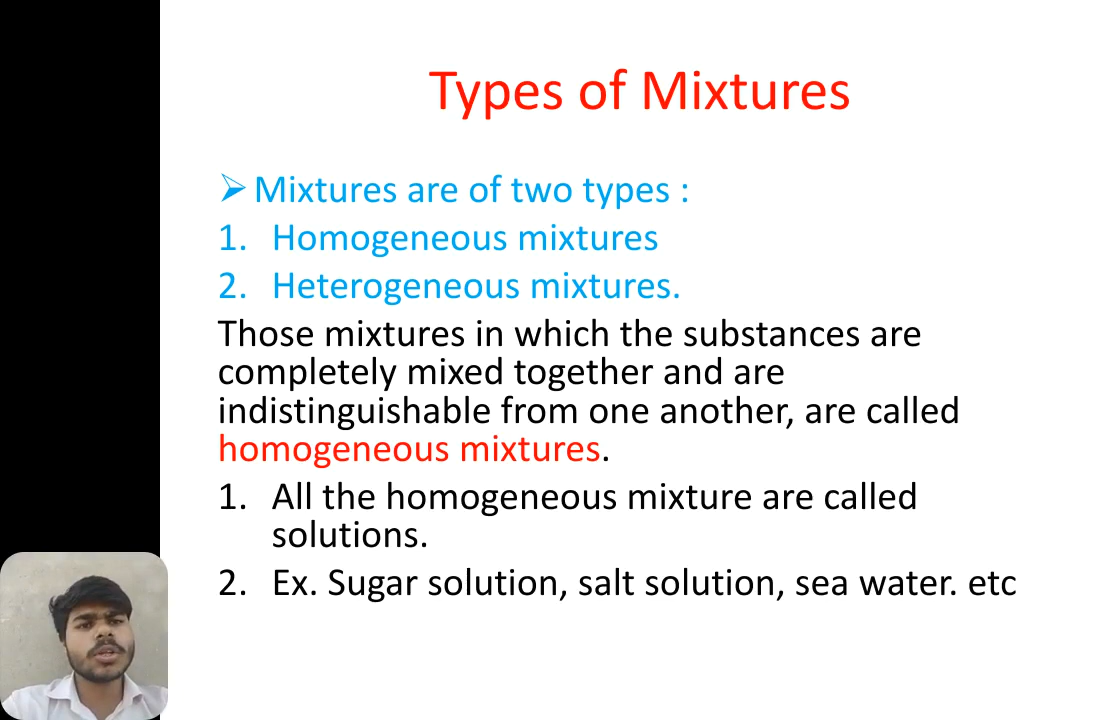 Types of Mixtures
➢ Mixtures are of two types :
1. Homogeneous mixtures
2. Heterogeneous mixtures.
Those mixtures in which the substances are
completely mixed together and are
indistinguishable from one another, are called
homogeneous mixtures.
1. All the homogeneous mixture are called
solutions.
2. Ex. Sugar solution, salt solution, sea water. etc